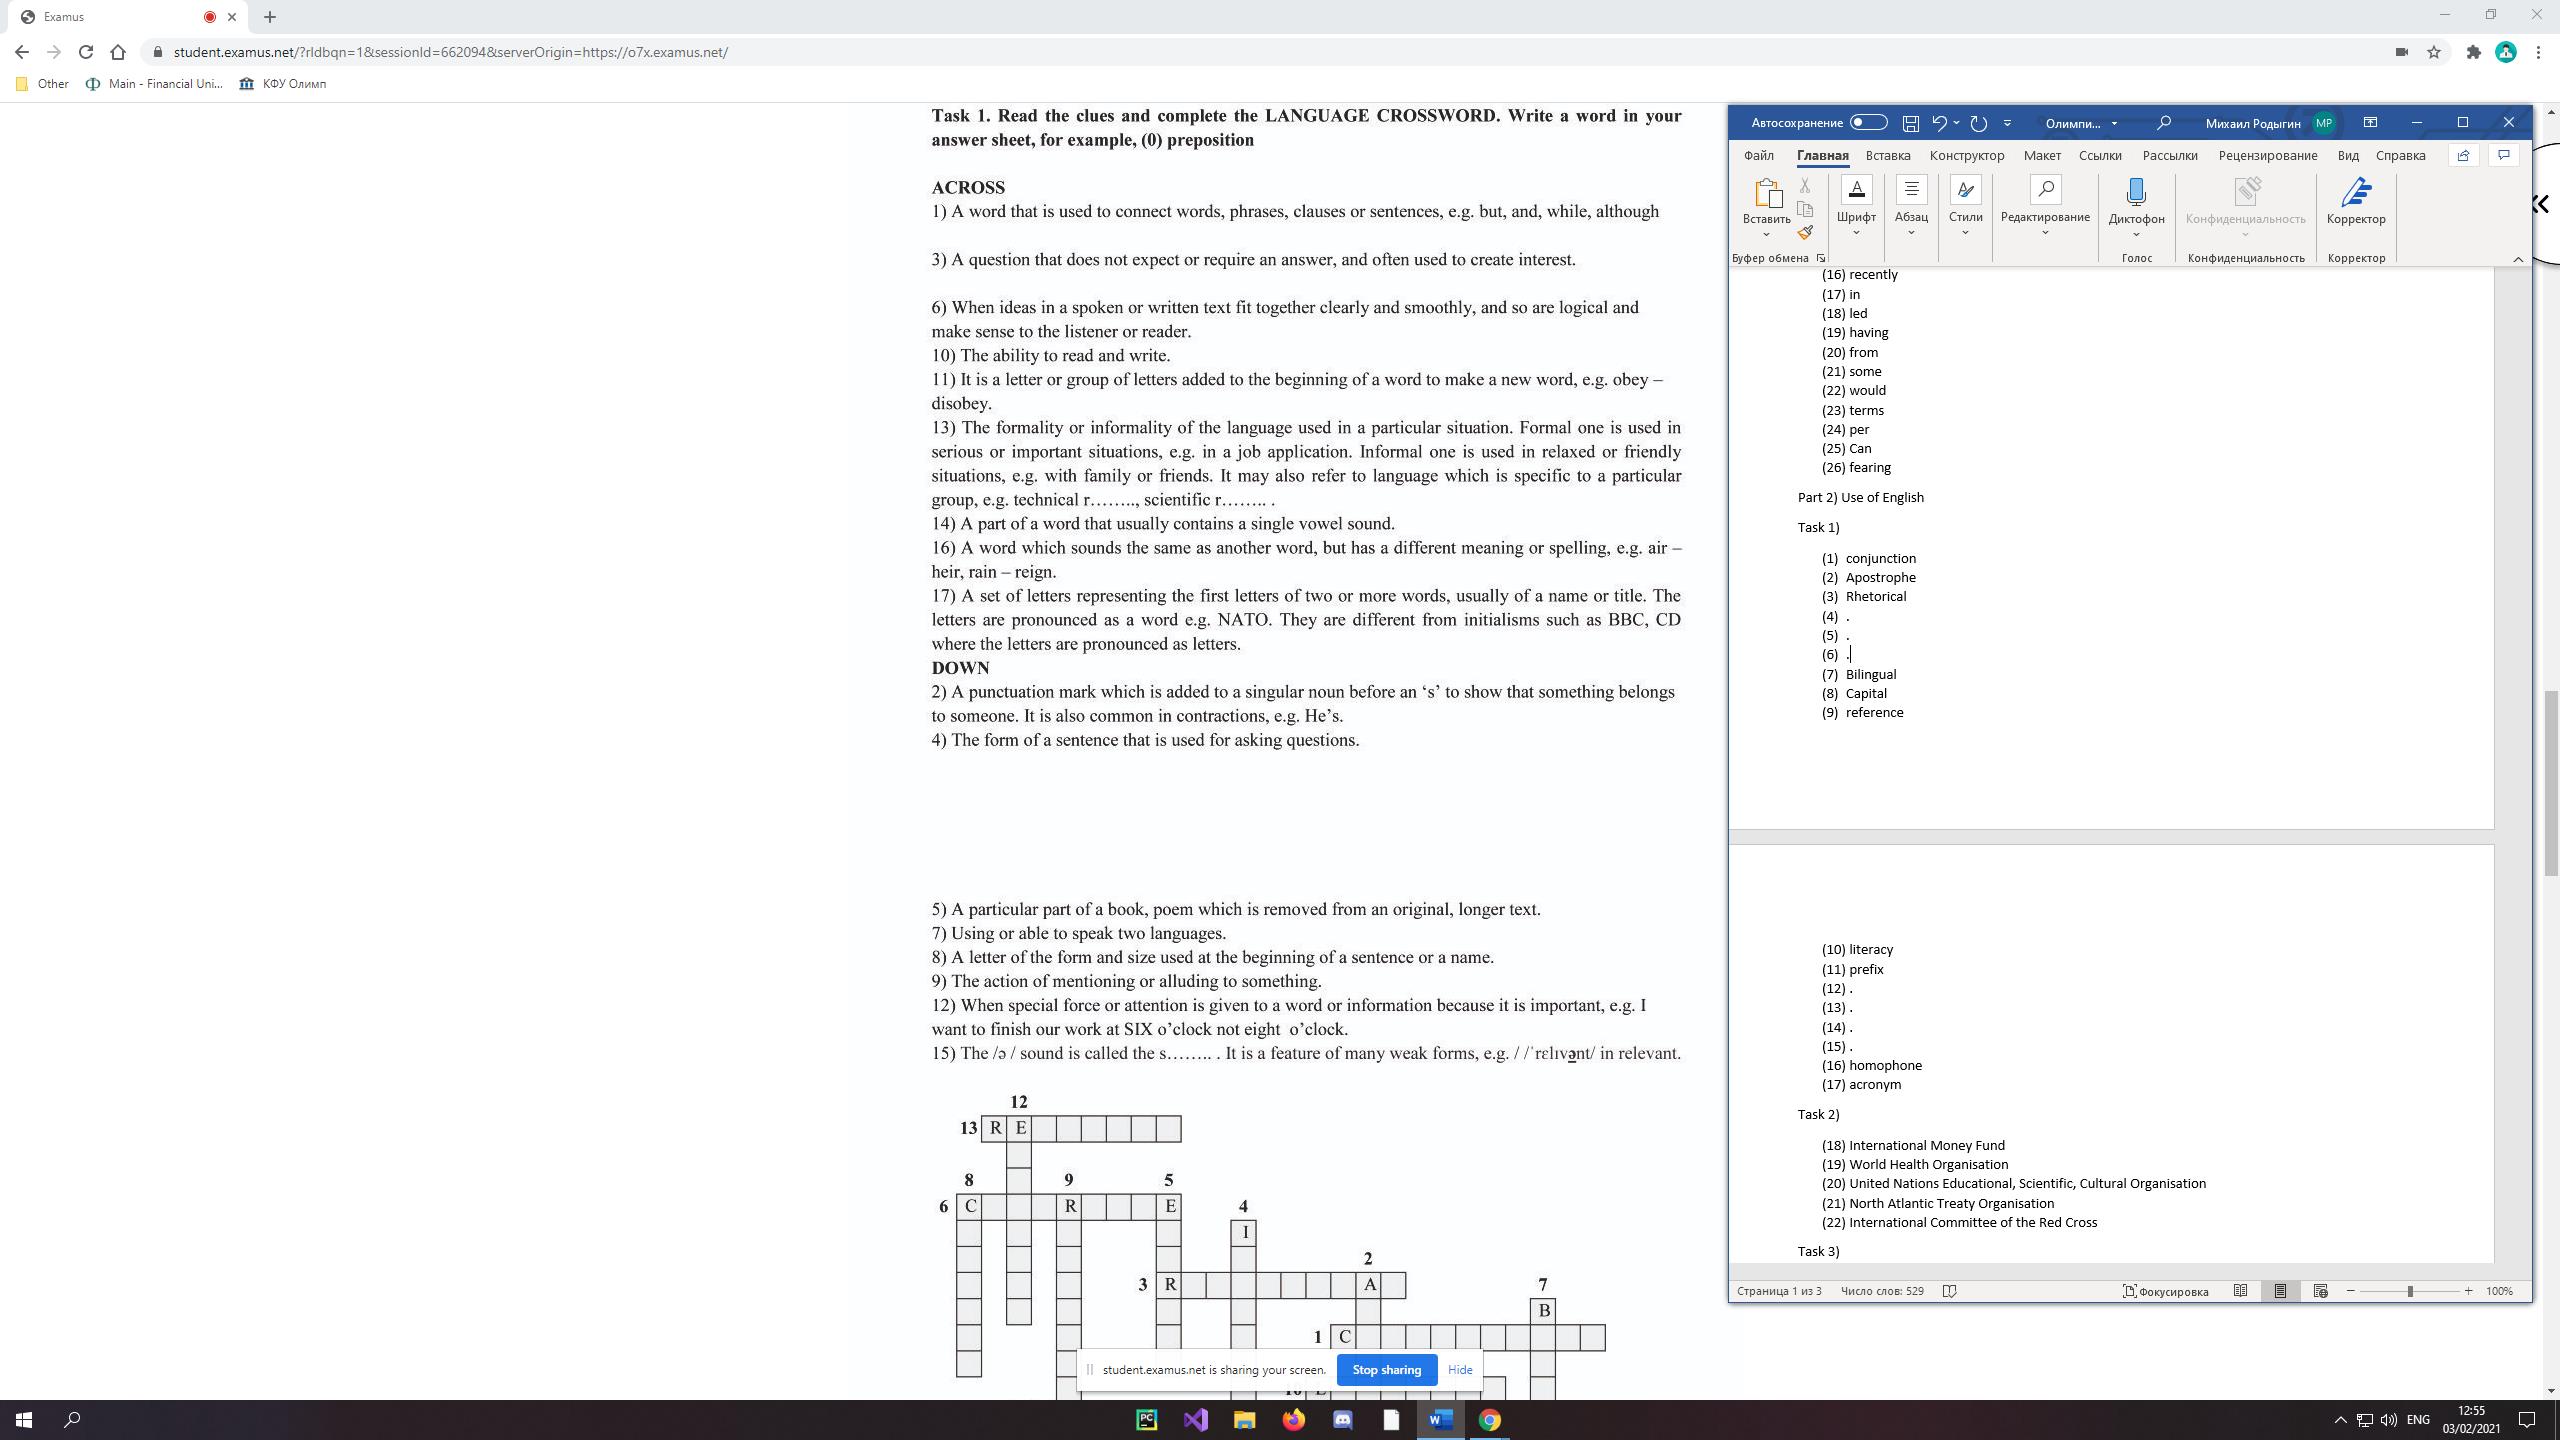 Examus
student.examus.net/?rldbqn=1&sessionId=662094&serverOrigin=https://o7x.examus.net/
Other
Main - Financial Uni...
КФУ Олимп
Task 1. Read the clues and complete the LANGUAGE CROSSWORD. Write a word in your
answer sheet, for example, (0) preposition
ACROSS
1) A word that is used to connect words, phrases, clauses or sentences, e.g. but, and, while, although
3) A question that does not expect or require an answer, and often used to create interest.
6) When ideas in a spoken or written text fit together clearly and smoothly, and so are logical and
make sense to the listener or reader.
10) The ability to read and write.
11) It is a letter or group of letters added to the beginning of a word to make a new word, e.g. obey –
disobey.
13) The formality or informality of the language used in a particular situation. Formal one is used in
serious or important situations, e.g. in a job application. Informal one is used in relaxed or friendly
situations, e.g. with family or friends. It may also refer to language which is specific to a particular
group, e.g. technical r…….., scientific r…….. .
14) A part of a word that usually contains a single vowel sound.
16) A word which sounds the same as another word, but has a different meaning or spelling, e.g. air –
heir, rain – reign.
17) A set of letters representing the first letters of two or more words, usually of a name or title. The
letters are pronounced as a word e.g. NATO. They are different from initialisms such as BBC, CD
where the letters are pronounced as letters.
DOWN
2) A punctuation mark which is added to a singular noun before an ‘s’ to show that something belongs
to someone. It is also common in contractions, e.g. He’s.
4) The form of a sentence that is used for asking questions.
5) A particular part of a book, poem which is removed from an original, longer text.
7) Using or able to speak two languages.
8) A letter of the form and size used at the beginning of a sentence or a name.
9) The action of mentioning or alluding to something.
12) When special force or attention is given to a word or information because it is important, e.g. I
want to finish our work at SIX o’clock not eight o’clock.
15) The /ə / sound is called the s…….. . It is a feature of many weak forms, e.g. / /ˈrɛlɪvənt/ in relevant.
12
13 R E
8 9 5
6 C R E 4
I
2
3 R A 7
B
1 C
student.examus.net is sharing your screen.
Stop sharing
Hide
Автосохранение
Олимпи...
Михаил Родыгин
МР
Файл
Главная
Вставка
Конструктор
Макет
Ссылки
Рассылки
Рецензирование
Вид
Справка
Вставить
Шрифт
Абзац
Стили
Редактирование
Диктофон
Конфиденциальность
Корректор
Буфер обмена
Голос
Конфиденциальность
Корректор
(16) recently
(17) in
(18) led
(19) having
(20) from
(21) some
(22) would
(23) terms
(24) per
(25) Can
(26) fearing
Part 2) Use of English
Task 1)
(1) conjunction
(2) Apostrophe
(3) Rhetorical
(4) .
(5) .
(6) .
(7) Bilingual
(8) Capital
(9) reference
(10) literacy
(11) prefix
(12) .
(13) .
(14) .
(15) .
(16) homophone
(17) acronym
Task 2)
(18) International Money Fund
(19) World Health Organisation
(20) United Nations Educational, Scientific, Cultural Organisation
(21) North Atlantic Treaty Organisation
(22) International Committee of the Red Cross
Task 3)
Страница 1 из 3
Число слов: 529
Фокусировка
100%
PC
W
ENG
12:55
03/02/2021